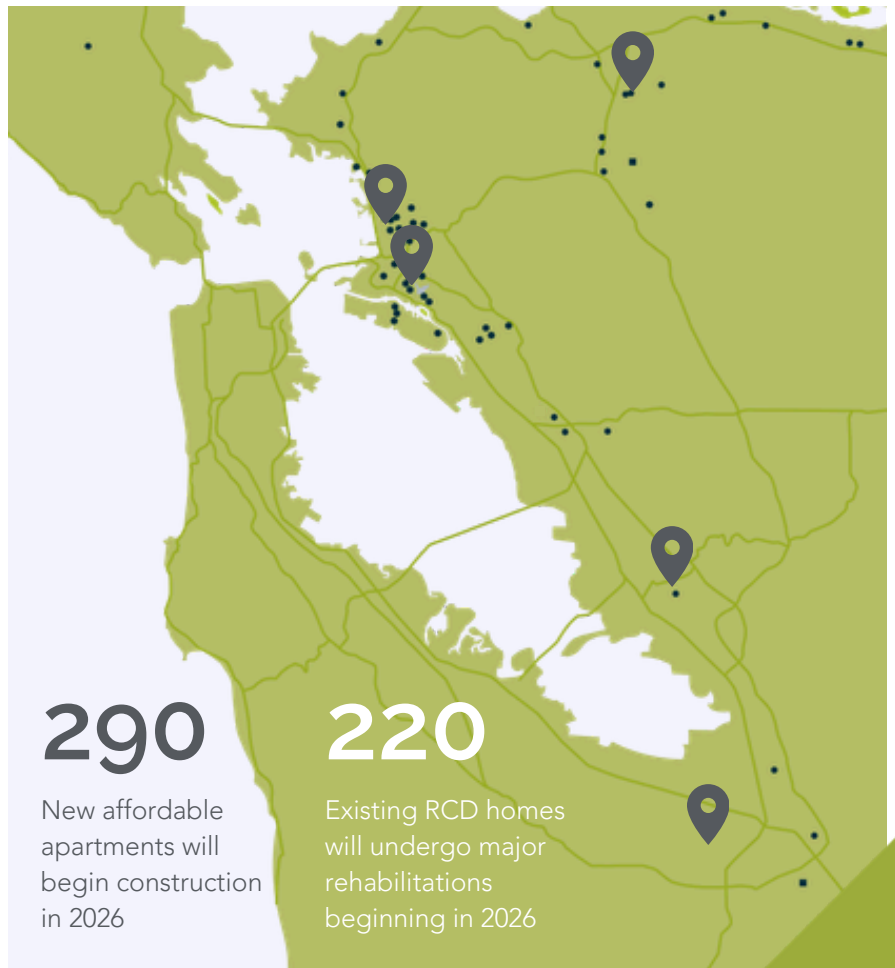 290
New affordable
apartments will
begin construction
in 2026
220
Existing RCD homes
will undergo major
rehabilitations
beginning in 2026